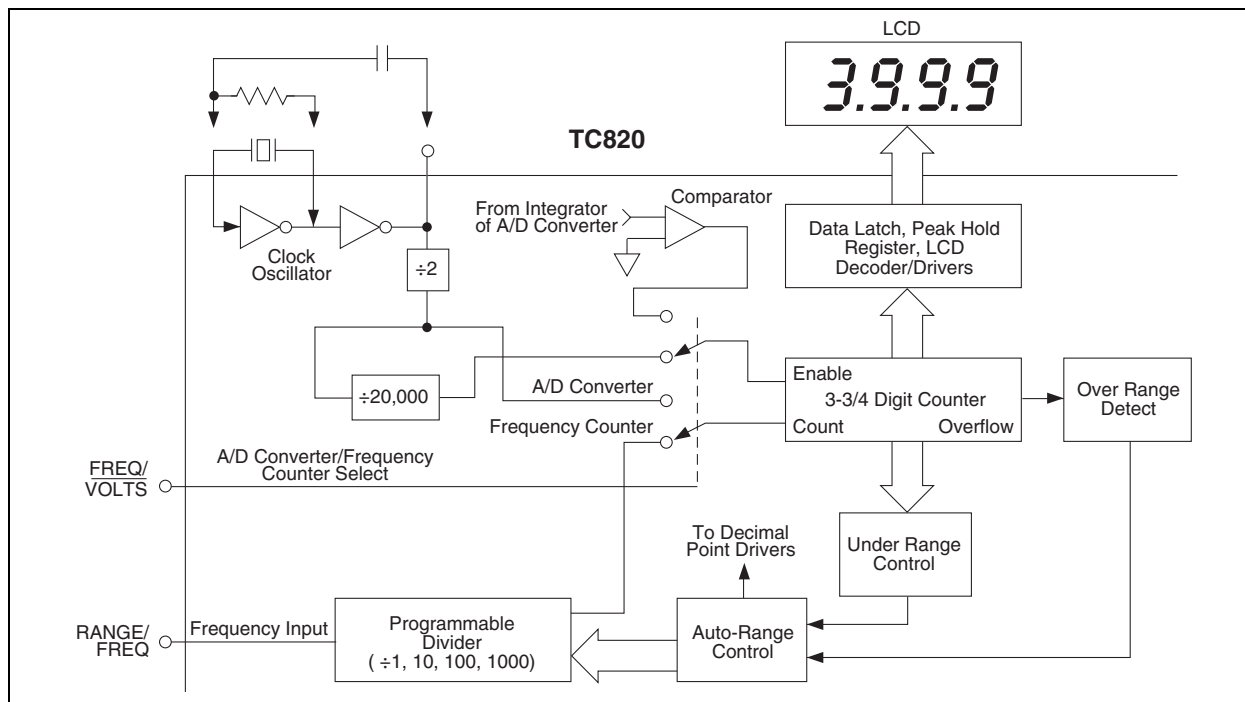 LCD
3.9.9.9
TC820
From Integrator
of A/D Converter
Comparator
Data Latch, Peak Hold
Register, LCD
Decoder/Drivers
Clock
Oscillator
÷2
÷20,000
A/D Converter
Frequency Counter
Enable
3-3/4 Digit Counter
Count
Overflow
Over Range
Detect
A/D Converter/Frequency
Counter Select
FREQ/
VOLTS
To Decimal
Point Drivers
Under Range
Control
RANGE/
FREQ
Frequency Input
Programmable
Divider
( ÷1, 10, 100, 1000)
Auto-Range
Control